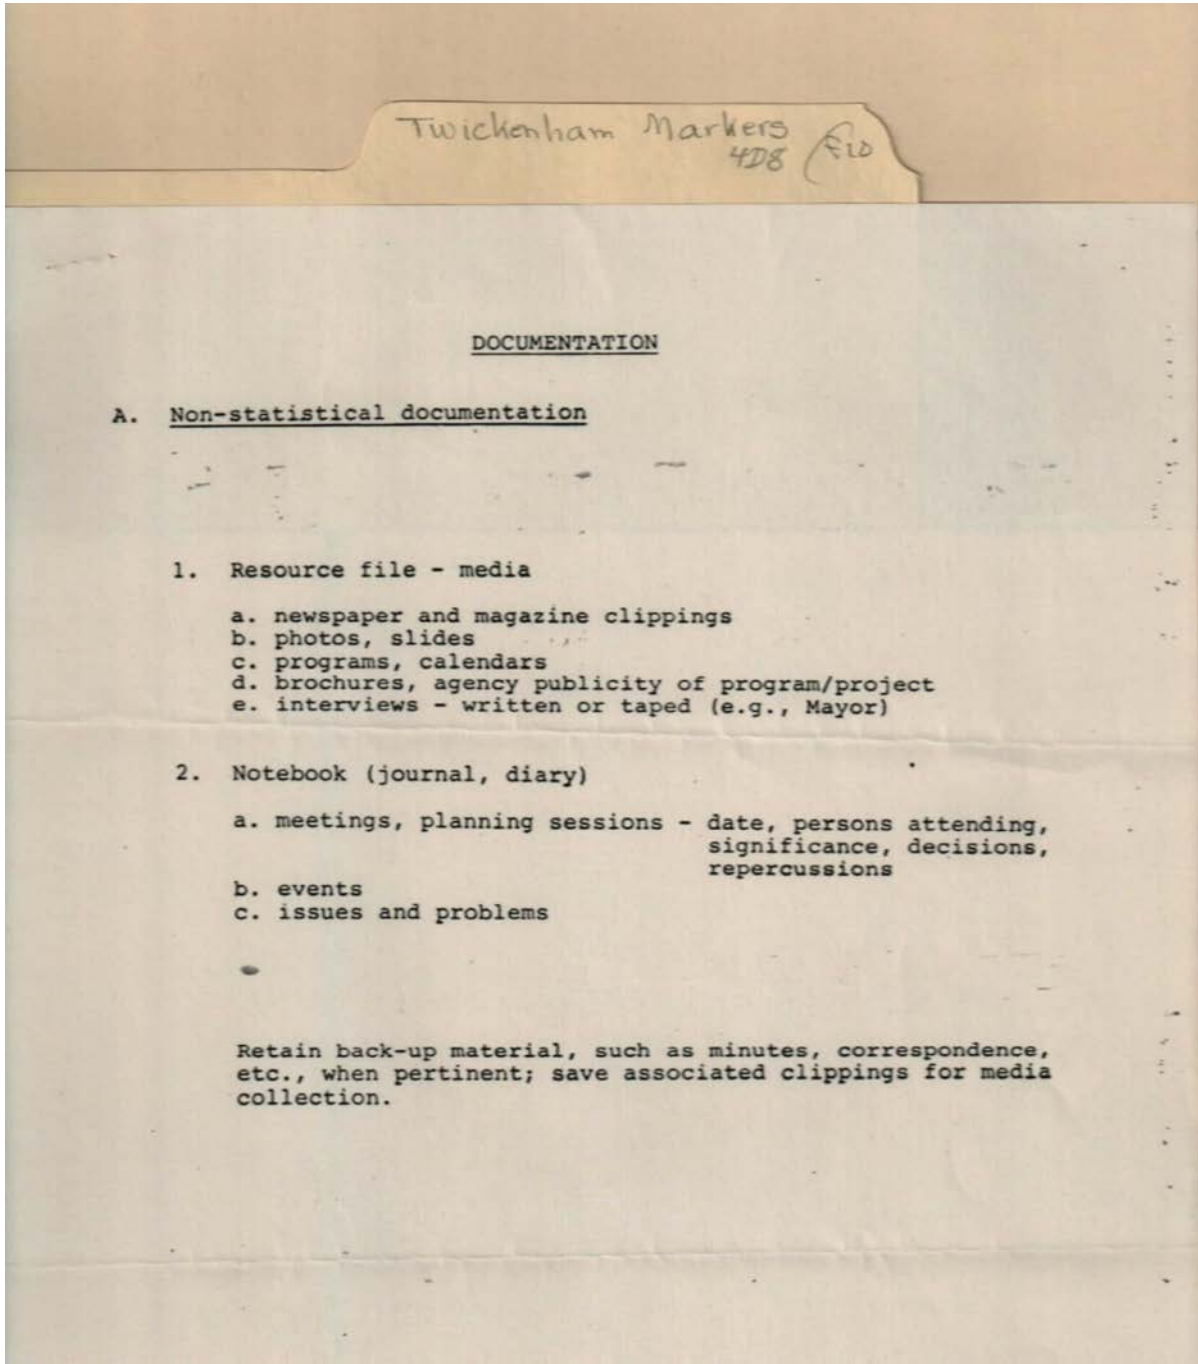 Twickenham Markers
4D8
DOCUMENTATION
A. Non-statistical documentation
1. Resource file - media
a. newspaper and magazine clippings
b. photos, slides
c. programs, calendars
d. brochures, agency publicity of program/project
e. interviews - written or taped (e.g., Mayor)
2. Notebook (journal, diary)
a. meetings, planning sessions - date, persons attending,
significance, decisions,
repercussions
b. events
c. issues and problems
Retain back-up material, such as minutes, correspondence,
etc., when pertinent; save associated clippings for media
collection.